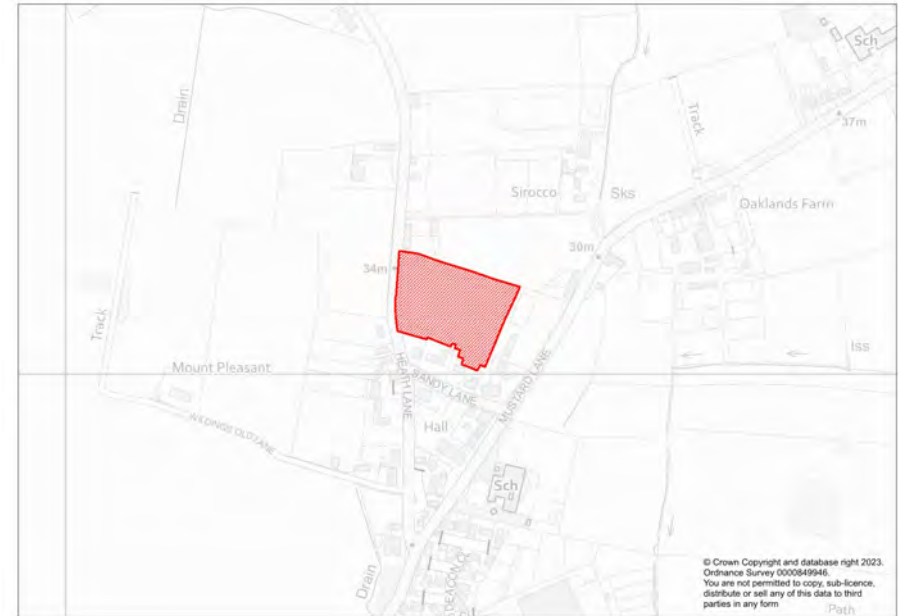 Sch
Drain
Track
37m
Sirocco
Sks
Oaklands Farm
30m
34m
Track
Iss
Mount Pleasant
HEATH LANE
SANDY LANE
MUSTARD LANE
Hall
Sch
Drain
DEACON CL
© Crown Copyright and database right 2023.
Ordnance Survey 0000849946.
You are not permitted to copy, sub-licence,
distribute or sell any of this data to third
parties in any form
Path